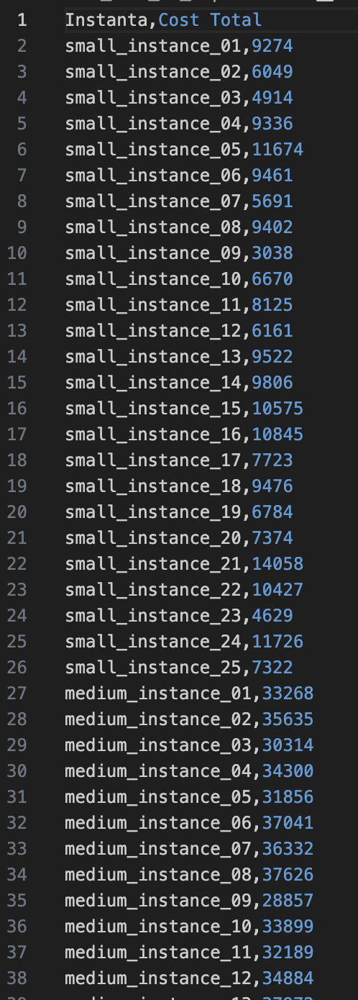 1 Instanta,Cost Total
2 small_instance_01,9274
3 small_instance_02,6049
4 small_instance_03,4914
5 small_instance_04,9336
6 small_instance_05,11674
7 small_instance_06,9461
8 small_instance_07,5691
9 small_instance_08,9402
10 small_instance_09,3038
11 small_instance_10,6670
12 small_instance_11,8125
13 small_instance_12,6161
14 small_instance_13,9522
15 small_instance_14,9806
16 small_instance_15,10575
17 small_instance_16,10845
18 small_instance_17,7723
19 small_instance_18,9476
20 small_instance_19,6784
21 small_instance_20,7374
22 small_instance_21,14058
23 small_instance_22,10427
24 small_instance_23,4629
25 small_instance_24,11726
26 small_instance_25,7322
27 medium_instance_01,33268
28 medium_instance_02,35635
29 medium_instance_03,30314
30 medium_instance_04,34300
31 medium_instance_05,31856
32 medium_instance_06,37041
33 medium_instance_07,36332
34 medium_instance_08,37626
35 medium_instance_09,28857
36 medium_instance_10,33899
37 medium_instance_11,32189
38 medium_instance_12,34884